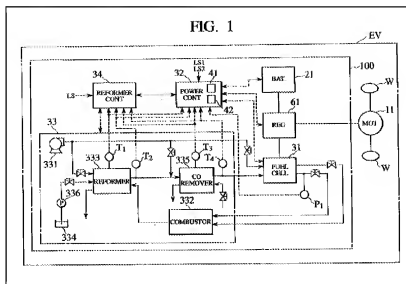 FIG. 1
EV
100
LS1
LS2
34
32
41
42
21
REFORMER
CONT
POWER
CONT
BAT
LS
61
REG
W
MOT
11
W
33
331
T1
T2
T3
T4
333
335
31
REFORMER
CO
REMOVER
FUEL
CELL
336
332
P1
334
COMBUSTOR